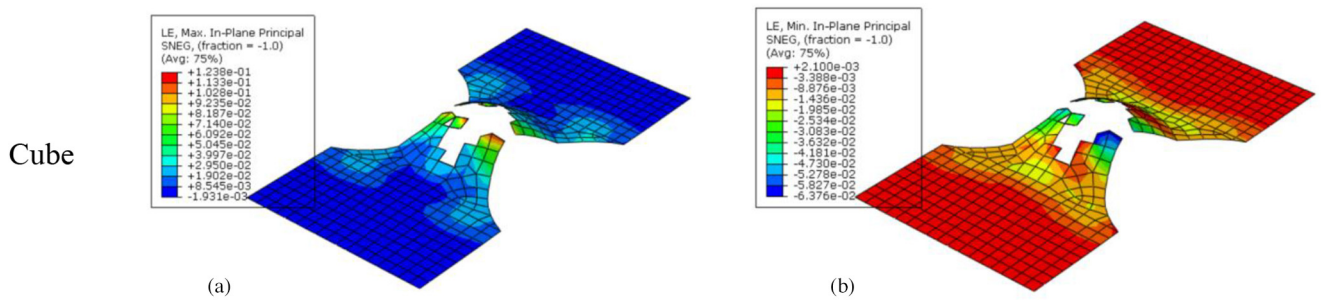 LE, Max. In-Plane Principal
SNEG, (fraction = -1.0)
(Avg: 75%)
+1.238e-01
+1.133e-01
+1.028e-01
+9.235e-02
+8.187e-02
+7.140e-02
+6.092e-02
+5.045e-02
+3.997e-02
+2.950e-02
+1.902e-02
+8.545e-03
-1.931e-03
LE, Min. In-Plane Principal
SNEG, (fraction = -1.0)
(Avg: 75%)
+2.100e-03
-3.388e-03
-8.876e-03
-1.436e-02
-1.985e-02
-2.534e-02
-3.083e-02
-3.632e-02
-4.181e-02
-4.730e-02
-5.278e-02
-5.827e-02
-6.376e-02
Cube
(a)
(b)